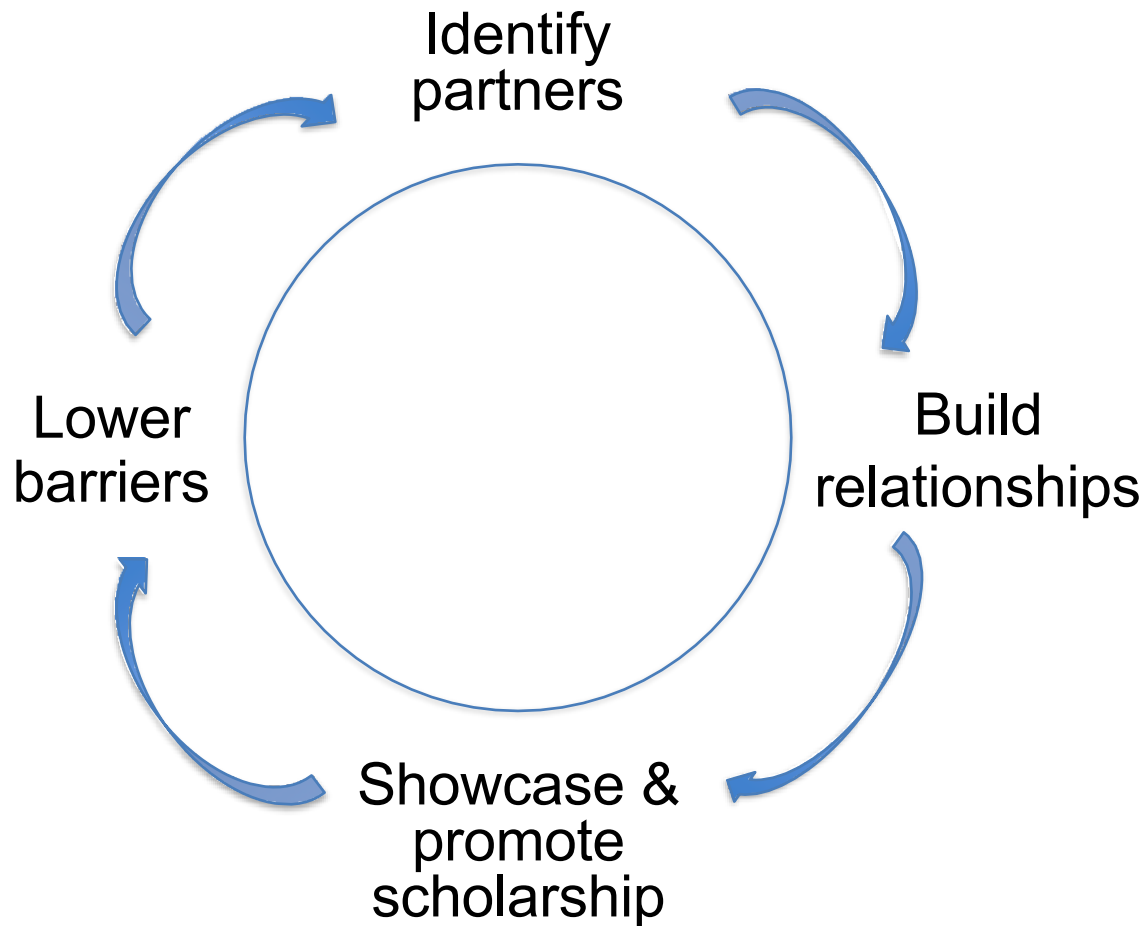 Identify
partners
Build
relationships
Showcase &
promote
scholarship
Lower
barriers